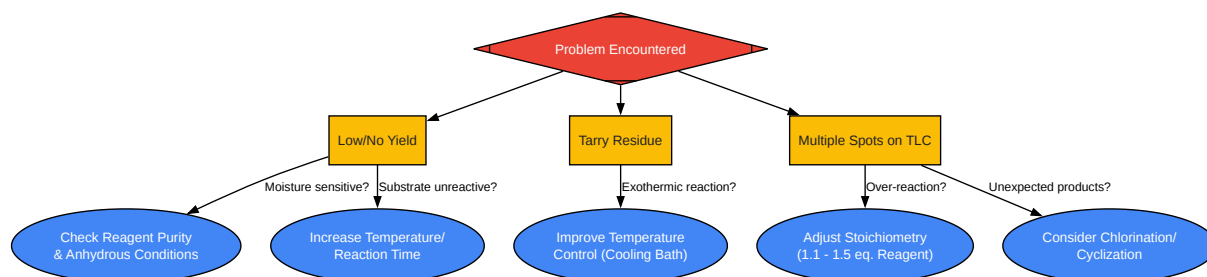 Problem Encountered
Low/No Yield
Tarry Residue
Multiple Spots on TLC
Moisture sensitive?
Substrate unreactive?
Exothermic reaction?
Over-reaction?
Unexpected products?
Check Reagent Purity
& Anhydrous Conditions
Increase Temperature/
Reaction Time
Improve Temperature
Control (Cooling Bath)
Adjust Stoichiometry
(1.1 - 1.5 eq. Reagent)
Consider Chlorination/
Cyclization